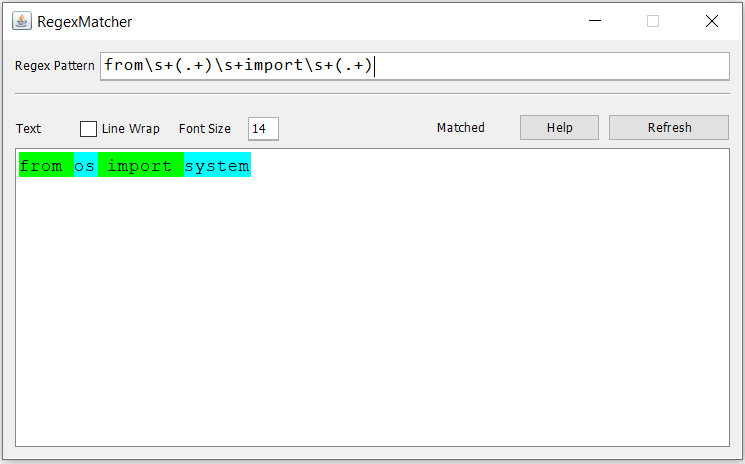 RegexMatcher
Regex Pattern from\s+(.+)\s+import\s+(.+)
Text Line Wrap Font Size 14 Matched Help Refresh
from os import system